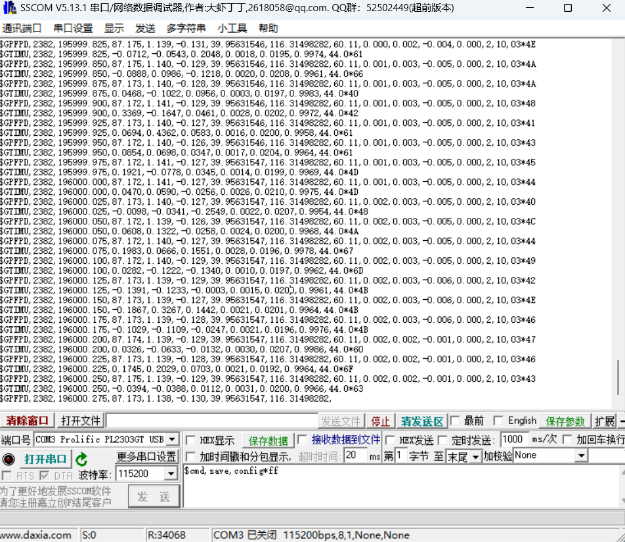 SSCOM V5.13.1 串口/网络数据调试器,作者:大虾丁丁,2618058@qq.com. QQ群: 52502449(超前版本)
通讯端口 串口设置 显示 发送 多字符串 小工具 帮助
$GPFPD,2382,195999.825,87.175,1.139,-0.131,39.95631546,116.31498282,60.11,0.000,0.002,-0.004,0.000,2,10,03*4E
$GTIMU,2382,195999.825,-0.0712,-0.0543,0.2048,0.0018,0.0195,0.9974,44.0*61
$GPFPD,2382,195999.850,87.175,1.140,-0.129,39.95631547,116.31498282,60.11,0.001,0.003,-0.005,0.000,2,10,03*4A
$GTIMU,2382,195999.850,-0.0888,0.0986,-0.1218,0.0020,0.0208,0.9961,44.0*66
$GPFPD,2382,195999.875,87.173,1.140,-0.128,39.95631547,116.31498282,60.11,0.001,0.003,-0.005,0.000,2,10,03*4A
$GTIMU,2382,195999.875,0.0468,-0.1022,0.0956,0.0003,0.0197,0.9983,44.0*40
$GPFPD,2382,195999.900,87.172,1.141,-0.129,39.95631547,116.31498282,60.11,0.001,0.003,-0.005,0.000,2,10,03*48
$GTIMU,2382,195999.900,0.3369,-0.1647,0.0461,0.0028,0.0202,0.9972,44.0*42
$GPFPD,2382,195999.925,87.173,1.140,-0.127,39.95631547,116.31498282,60.11,0.001,0.003,-0.005,0.000,2,10,03*41
$GTIMU,2382,195999.925,0.0694,0.4362,0.0583,0.0016,0.0200,0.9958,44.0*61
$GPFPD,2382,195999.950,87.172,1.140,-0.126,39.95631547,116.31498282,60.11,0.001,0.003,-0.005,0.000,2,10,03*43
$GTIMU,2382,195999.950,0.0854,0.0698,0.0347,0.0017,0.0204,0.9964,44.0*61
$GPFPD,2382,195999.975,87.172,1.141,-0.127,39.95631547,116.31498282,60.11,0.001,0.003,-0.005,0.000,2,10,03*45
$GTIMU,2382,195999.975,0.1921,-0.0778,0.0345,0.0014,0.0199,0.9969,44.0*4D
$GPFPD,2382,196000.000,87.172,1.141,-0.127,39.95631547,116.31498282,60.11,0.001,0.003,-0.005,0.000,2,10,03*44
$GTIMU,2382,196000.000,0.0470,0.0590,-0.0256,0.0026,0.0210,0.9975,44.0*4D
$GPFPD,2382,196000.025,87.173,1.140,-0.127,39.95631547,116.31498282,60.11,0.002,0.003,-0.005,0.000,2,10,03*40
$GTIMU,2382,196000.025,-0.0098,-0.0341,-0.2549,0.0022,0.0207,0.9954,44.0*48
$GPFPD,2382,196000.050,87.172,1.139,-0.126,39.95631547,116.31498282,60.11,0.002,0.003,-0.005,0.000,2,10,03*4C
$GTIMU,2382,196000.050,0.0608,0.1322,-0.0258,0.0024,0.0200,0.9968,44.0*4A
$GPFPD,2382,196000.075,87.172,1.140,-0.127,39.95631547,116.31498282,60.11,0.002,0.003,-0.005,0.000,2,10,03*44
$GTIMU,2382,196000.075,0.1983,0.0666,0.1551,0.0028,0.0196,0.9978,44.0*67
$GPFPD,2382,196000.100,87.172,1.140,-0.129,39.95631547,116.31498282,60.11,0.002,0.003,-0.005,0.000,2,10,03*49
$GTIMU,2382,196000.100,0.0282,-0.1222,-0.1340,0.0010,0.0197,0.9962,44.0*6D
$GPFPD,2382,196000.125,87.172,1.140,-0.129,39.95631547,116.31498282,60.11,0.002,0.003,-0.006,0.000,2,10,03*4E
$GTIMU,2382,196000.125,-0.1391,-0.1233,-0.0003,0.0015,0.0200,0.9961,44.0*4B
$GPFPD,2382,196000.150,87.173,1.139,-0.127,39.95631547,116.31498282,60.11,0.002,0.003,-0.006,0.000,2,10,03*42
$GTIMU,2382,196000.150,-0.1867,0.3267,0.1442,0.0021,0.0201,0.9964,44.0*4B
$GPFPD,2382,196000.175,87.173,1.139,-0.128,39.95631547,116.31498282,60.11,0.002,0.003,-0.006,0.000,2,10,03*46
$GTIMU,2382,196000.175,-0.1029,-0.1109,-0.0247,0.0021,0.0196,0.9976,44.0*4B
$GPFPD,2382,196000.200,87.174,1.139,-0.129,39.95631547,116.31498282,60.11,0.002,0.002,-0.001,0.000,2,10,03*47
$GTIMU,2382,196000.200,0.0326,-0.0633,-0.0132,0.0030,0.0207,0.9986,44.0*60
$GPFPD,2382,196000.225,87.173,1.140,-0.128,39.95631547,116.31498282,60.11,0.002,0.002,-0.001,0.000,2,10,03*46
$GTIMU,2382,196000.225,0.1745,0.2029,0.0703,0.0021,0.0192,0.9964,44.0*6F
$GPFPD,2382,196000.250,87.175,1.139,-0.129,39.95631547,116.31498282,60.11,0.002,0.002,-0.001,0.000,2,10,03*43
$GTIMU,2382,196000.250,-0.0394,-0.0388,0.0112,0.0031,0.0200,0.9966,44.0*63
$GPFPD,2382,196000.275,87.173,1.138,-0.130,39.95631547,116.31498282,
清除窗口 打开文件 发送文件 停止 清发送区 最前 English 保存参数 扩展 —
端口号 COM3 Prolific PL2303GT USB HEX显示 保存数据 接收数据到文件 HEX发送 定时发送: 1000 ms/次 加回车换行
打开串口 更多串口设置 加时间戳和分包显示, 超时时间: 20 ms 第 1 字节 至 末尾 加校验 None
RTS DTR 波特率: 115200 $cmd,save,config*ff
为了更好地发展SSCOM软件
请您注册嘉立创F结尾客户 发 送
www.daxia.com S:0 R:34068 COM3 已关闭 115200bps,8,1,None,None